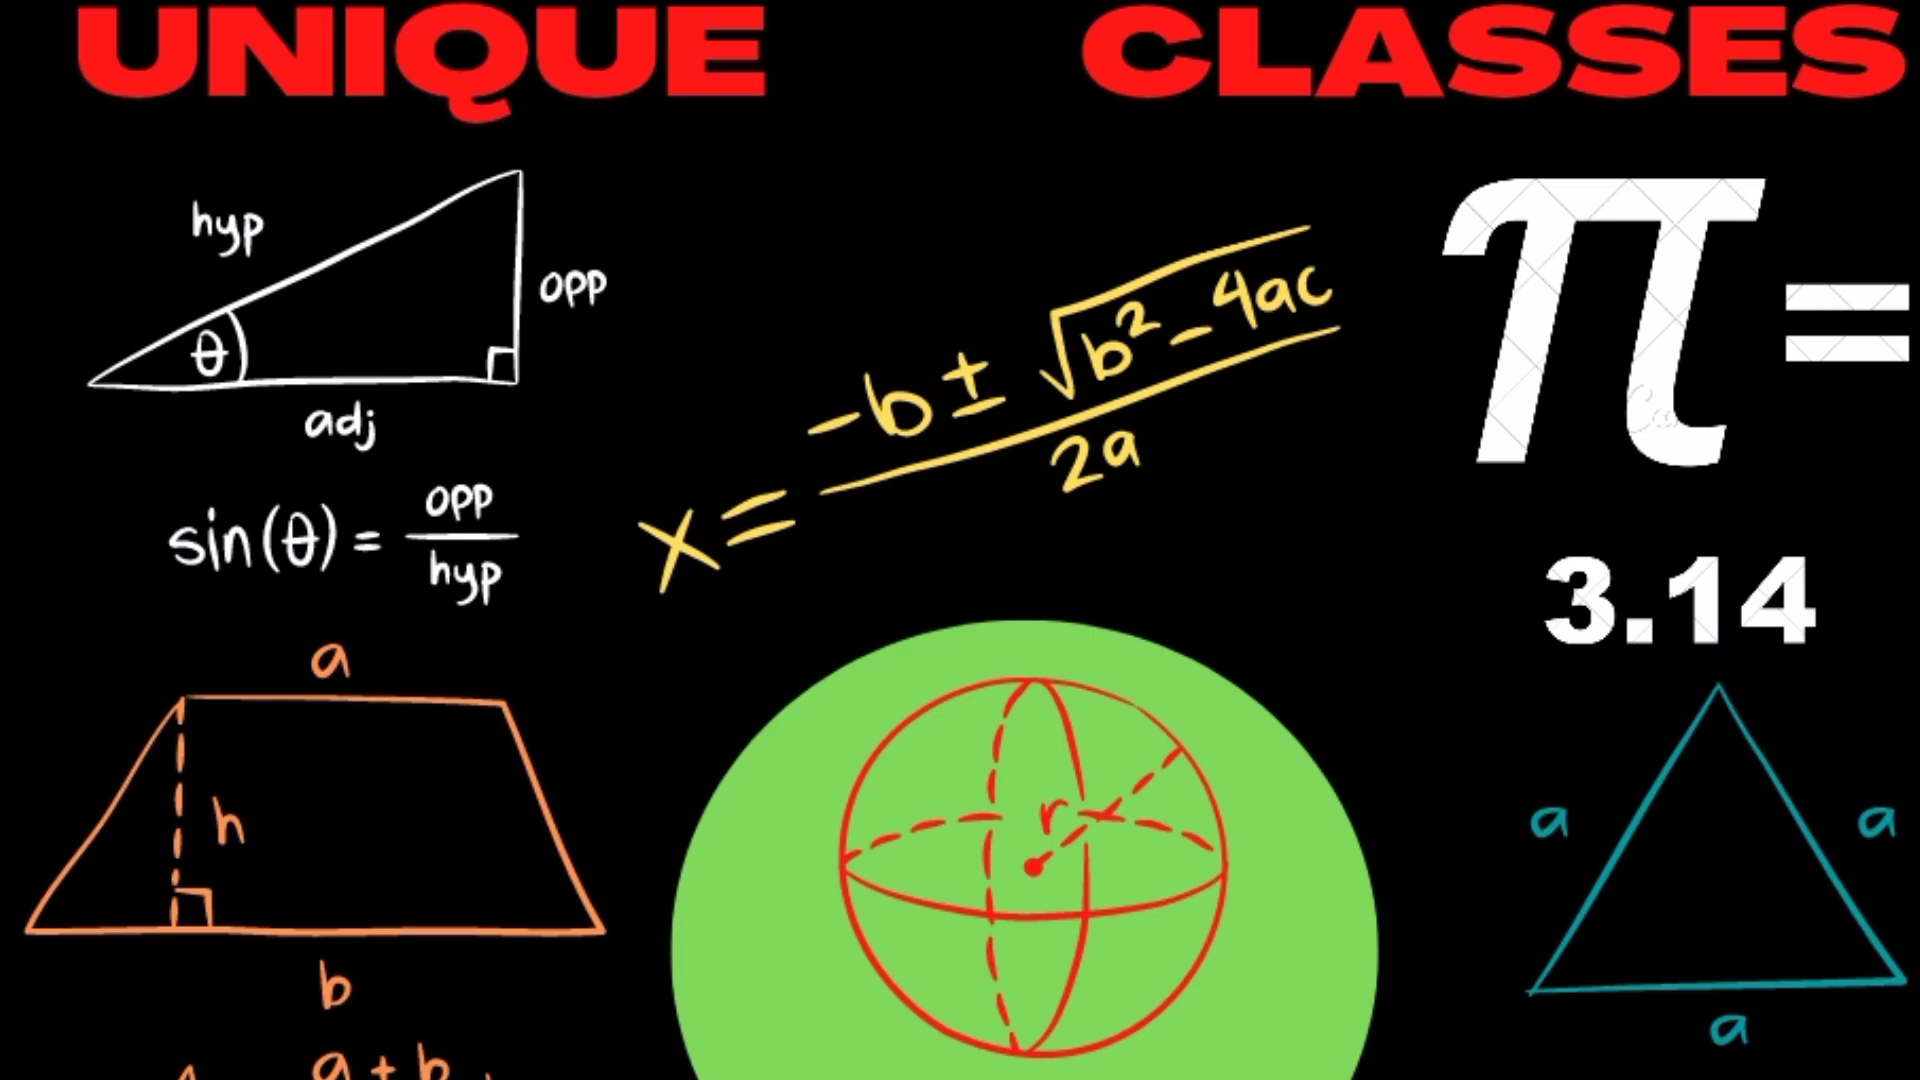 UNIQUE CLASSES
hyp
opp
θ
adj
sin(θ) = opp
hyp
x = -b ± √b² - 4ac
2a
π =
3.14
a
h
b
a + b
r
a a
a